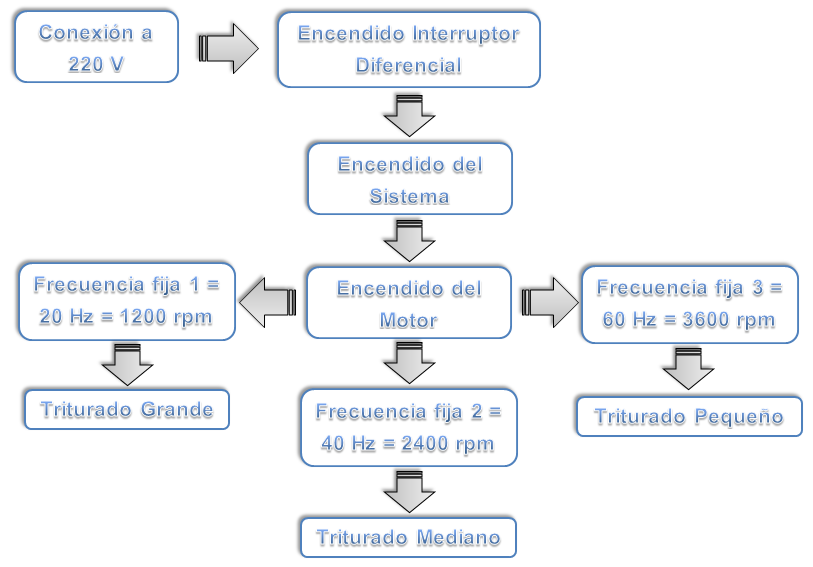 Conexión a
220 V
Encendido Interruptor
Diferencial
Encendido del
Sistema
Frecuencia fija 1 =
20 Hz = 1200 rpm
Encendido del
Motor
Frecuencia fija 3 =
60 Hz = 3600 rpm
Triturado Grande
Frecuencia fija 2 =
40 Hz = 2400 rpm
Triturado Pequeño
Triturado Mediano